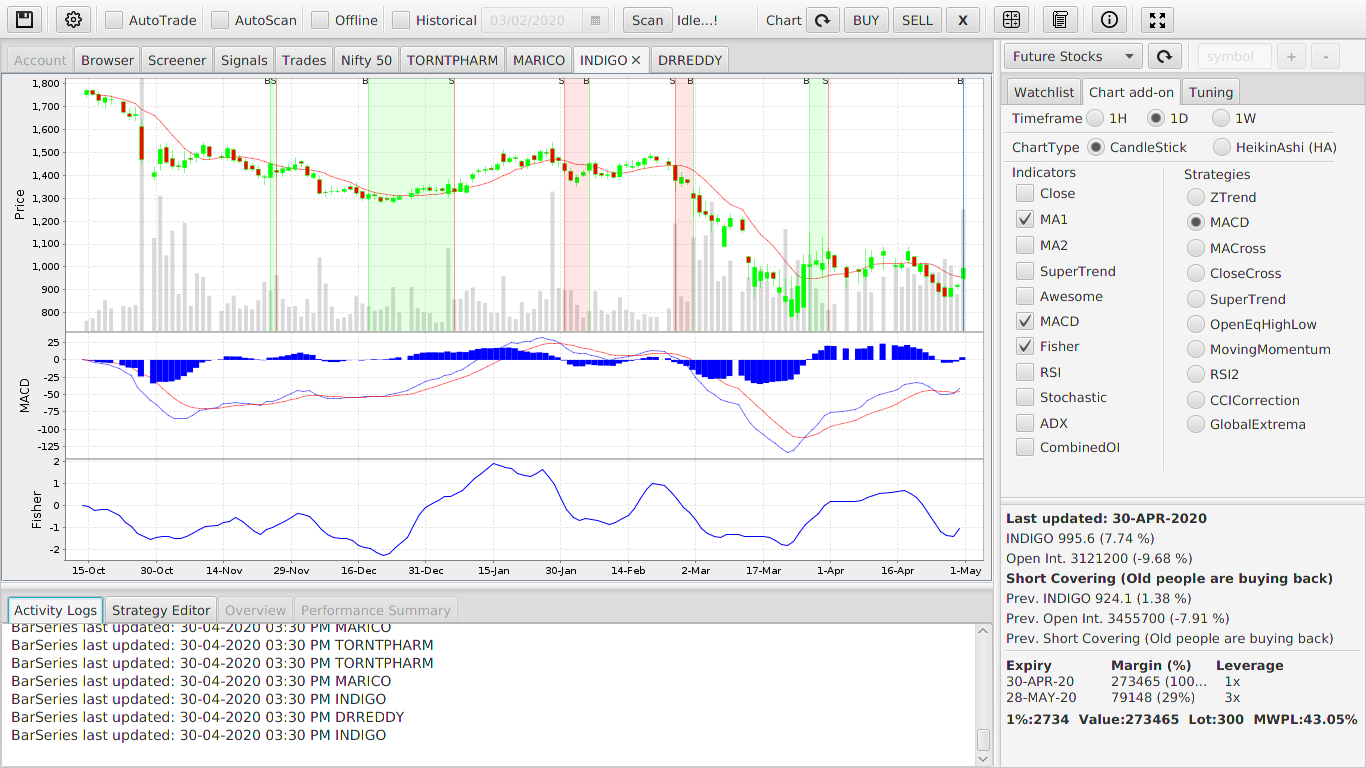 AutoTrade AutoScan Offline Historical 03/02/2020 Scan Idle...! Chart BUY SELL X
Account Browser Screener Signals Trades Nifty 50 TORNTPHARM MARICO INDIGO × DRREDDY
B S B S S B S B B S B
1,800
1,700
1,600
1,500
1,400
1,300
1,200
1,100
1,000
900
800
Price
25
0
-25
-50
-75
-100
-125
MACD
2
1
0
-1
-2
Fisher
15-Oct 30-Oct 14-Nov 29-Nov 16-Dec 31-Dec 15-Jan 30-Jan 14-Feb 2-Mar 17-Mar 1-Apr 16-Apr 1-May
Activity Logs Strategy Editor Overview Performance Summary
BarSeries last updated: 30-04-2020 03:30 PM MARICO
BarSeries last updated: 30-04-2020 03:30 PM TORNTPHARM
BarSeries last updated: 30-04-2020 03:30 PM TORNTPHARM
BarSeries last updated: 30-04-2020 03:30 PM MARICO
BarSeries last updated: 30-04-2020 03:30 PM INDIGO
BarSeries last updated: 30-04-2020 03:30 PM DRREDDY
BarSeries last updated: 30-04-2020 03:30 PM INDIGO
Future Stocks symbol + -
Watchlist Chart add-on Tuning
Timeframe 1H 1D 1W
ChartType CandleStick HeikinAshi (HA)
Indicators
Close
MA1
MA2
SuperTrend
Awesome
MACD
Fisher
RSI
Stochastic
ADX
CombinedOI
Strategies
ZTrend
MACD
MACross
CloseCross
SuperTrend
OpenEqHighLow
MovingMomentum
RSI2
CCICorrection
GlobalExtrema
Last updated: 30-APR-2020
INDIGO 995.6 (7.74 %)
Open Int. 3121200 (-9.68 %)
Short Covering (Old people are buying back)
Prev. INDIGO 924.1 (1.38 %)
Prev. Open Int. 3455700 (-7.91 %)
Prev. Short Covering (Old people are buying back)
Expiry Margin (%) Leverage
30-APR-20 273465 (100... 1x
28-MAY-20 79148 (29%) 3x
1%:2734 Value:273465 Lot:300 MWPL:43.05%